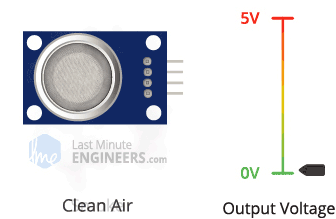 5V
Last Minute
ENGINEERS.com
0V
Clean Air
Output Voltage